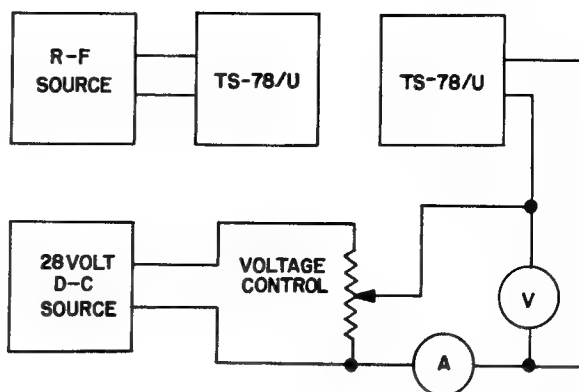 R-F
SOURCE
TS-78/U
TS-78/U
28 VOLT
D-C
SOURCE
VOLTAGE
CONTROL
V
A